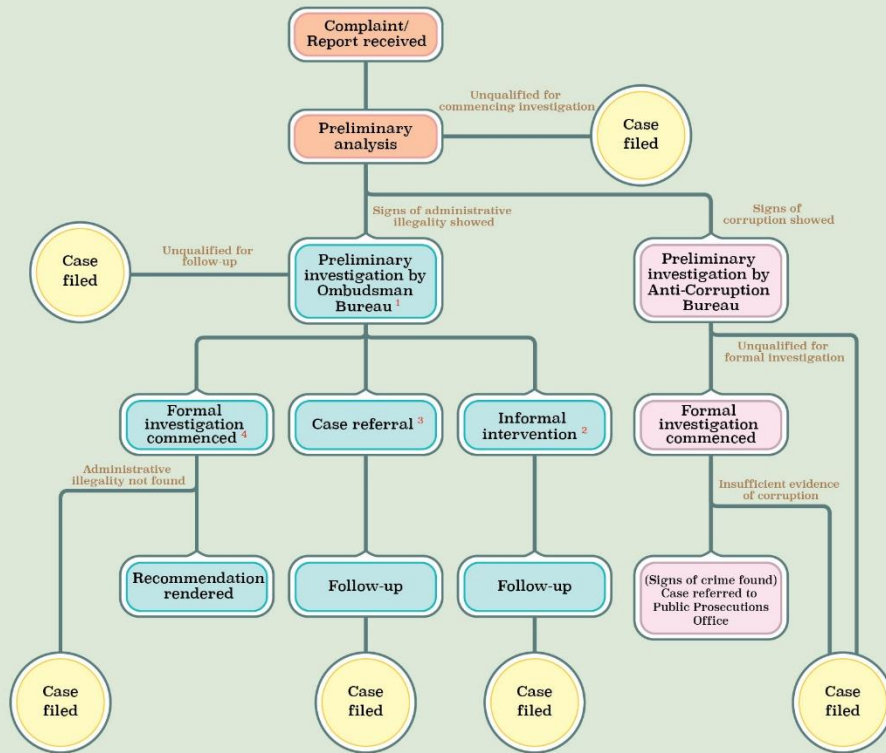 Complaint/
Report received
Unqualified for
commencing investigation
Preliminary
analysis
Case
filed
Signs of administrative
illegality showed
Signs of
corruption showed
Case
filed
Unqualified for
follow-up
Preliminary
investigation by
Ombudsman
Bureau 1
Preliminary
investigation by
Anti-Corruption
Bureau
Unqualified for
formal investigation
Formal
investigation
commenced 4
Case referral 3
Informal
intervention 2
Formal
investigation
commenced
Administrative
illegality not found
Insufficient evidence
of corruption
Recommendation
rendered
Follow-up
Follow-up
(Signs of crime found)
Case referred to
Public Prosecutions
Office
Case
filed
Case
filed
Case
filed
Case
filed